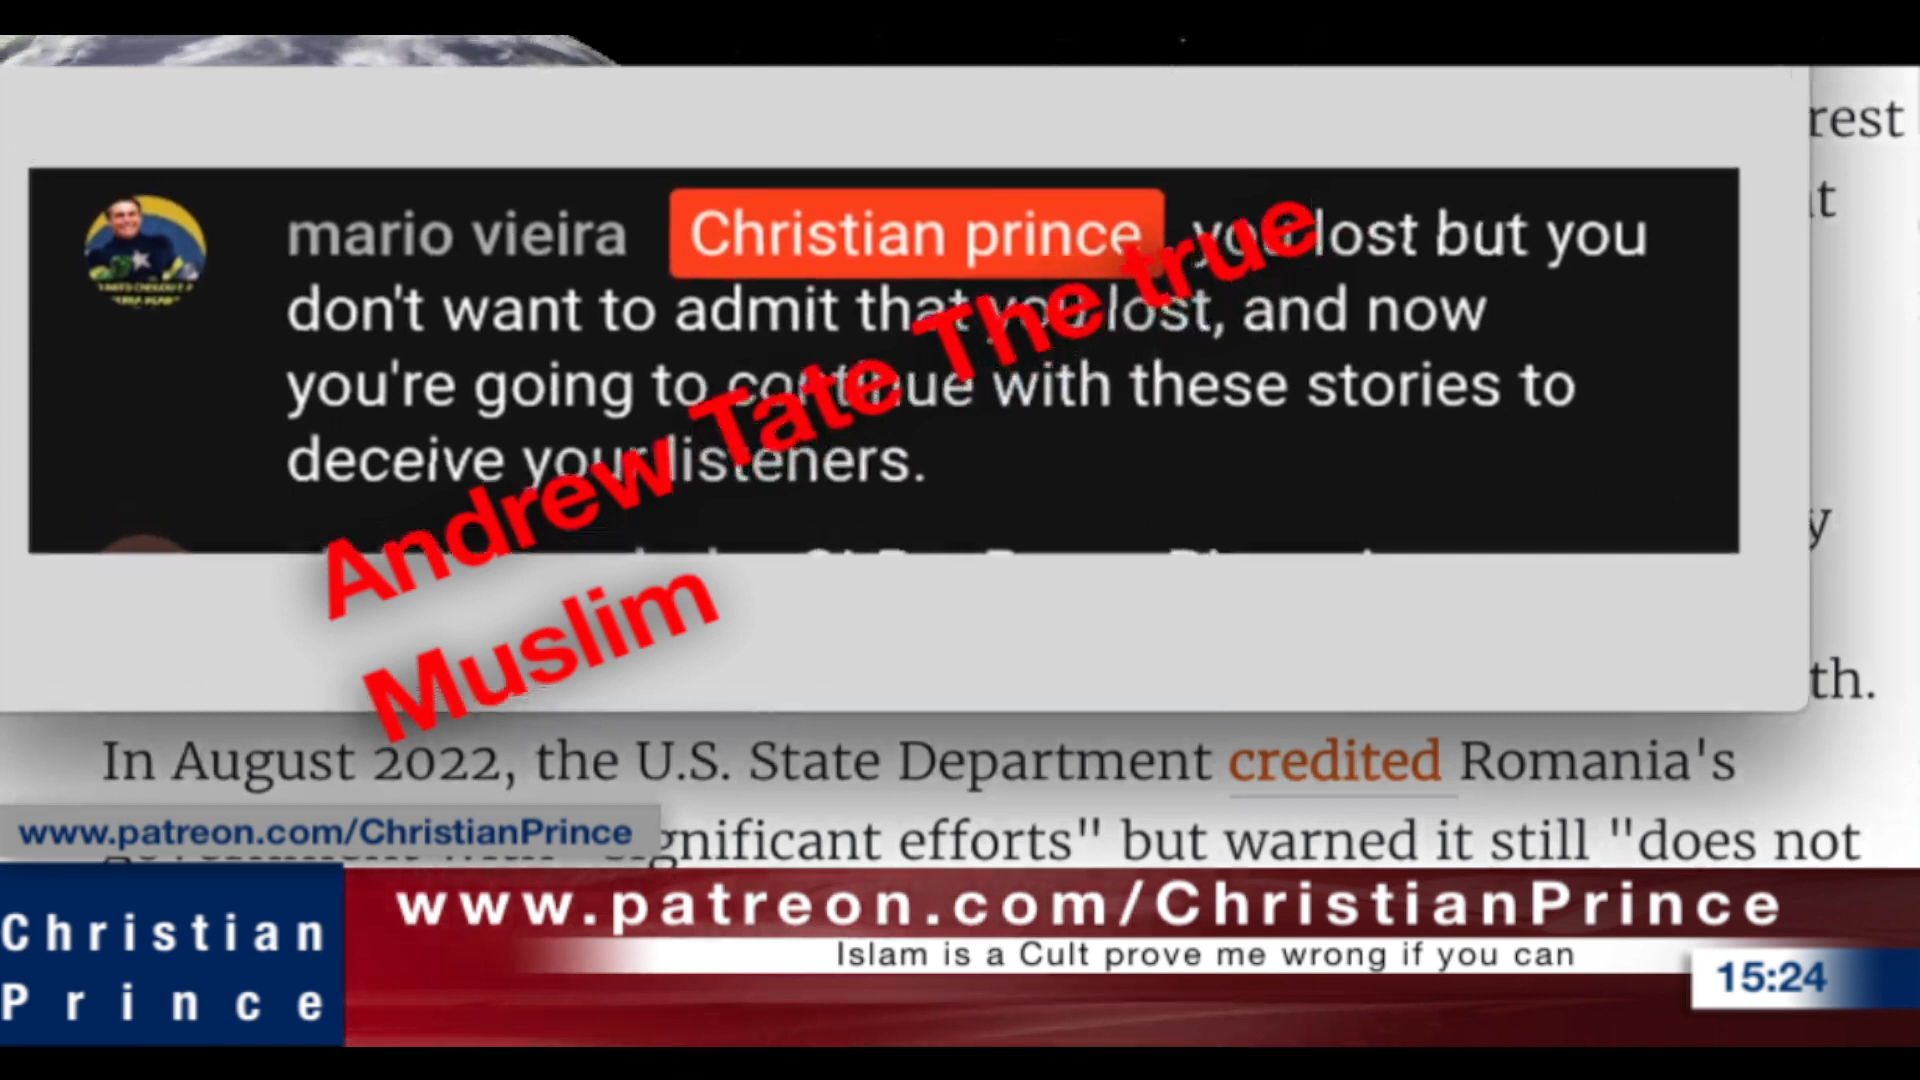 rest
mario vieira Christian prince you lost but you
don't want to admit that you lost, and now
you're going to continue with these stories to
deceive your listeners.
Andrew Tate The true
Muslim
th.
In August 2022, the U.S. State Department credited Romania's
www.patreon.com/ChristianPrince
significant efforts" but warned it still "does not
www.patreon.com/ChristianPrince
Islam is a Cult prove me wrong if you can
Christian
Prince
15:24